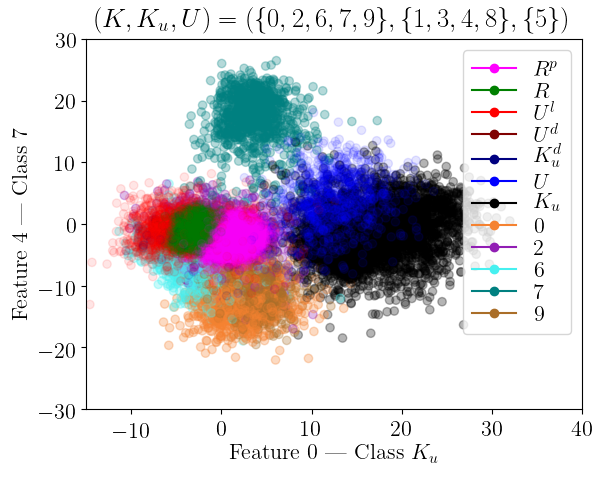 (K, K_u, U) = ({0, 2, 6, 7, 9}, {1, 3, 4, 8}, {5})
30
20
10
0
−10
−20
−30
Feature 4 — Class 7
−10
0
10
20
30
40
Feature 0 — Class K_u
R^p
R
U^l
U^d
K_u^d
U
K_u
0
2
6
7
9